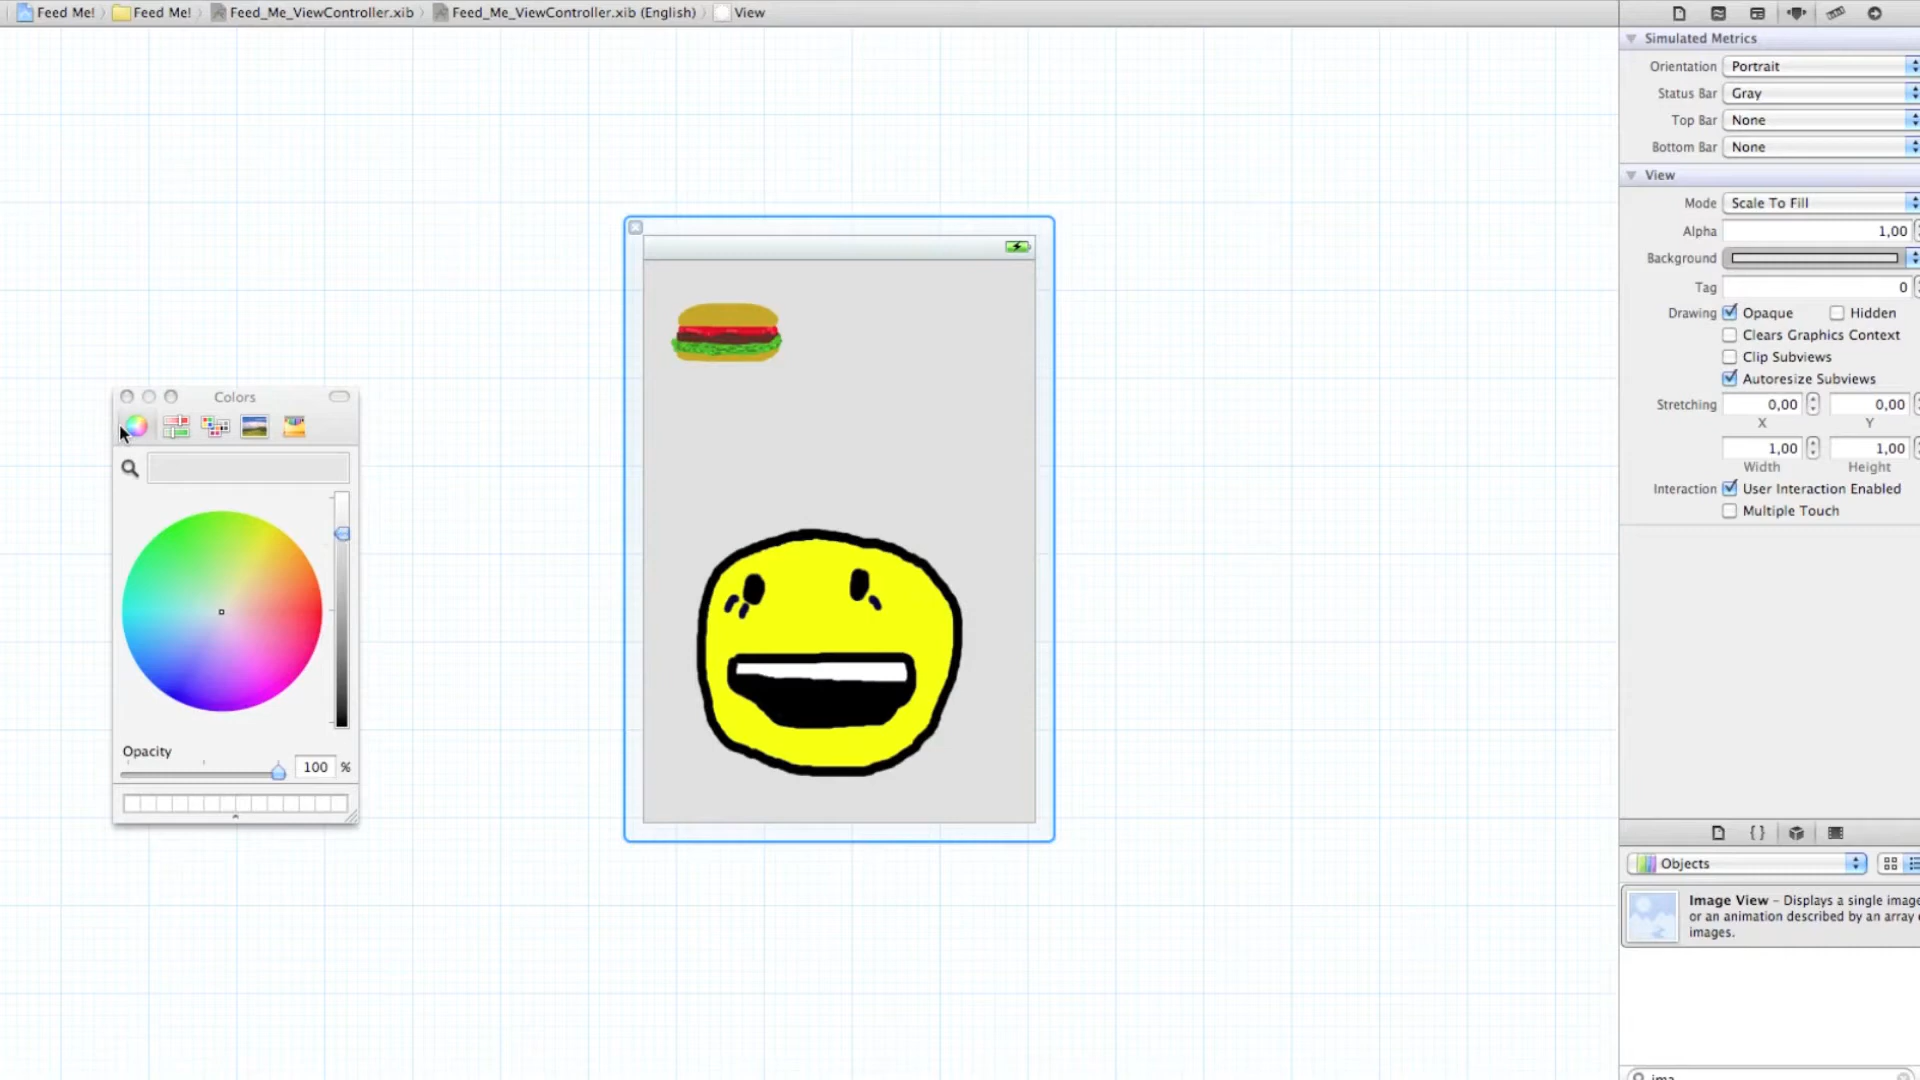 Feed Me! Feed Me! Feed_Me_ViewController.xib Feed_Me_ViewController.xib (English) View
Simulated Metrics
Orientation Portrait
Status Bar Gray
Top Bar None
Bottom Bar None
View
Mode Scale To Fill
Alpha 1,00
Background
Tag 0
Drawing Opaque Hidden
Clears Graphics Context
Clip Subviews
Autoresize Subviews
Stretching 0,00 0,00
X Y
1,00 1,00
Width Height
Interaction User Interaction Enabled
Multiple Touch
Colors
Opacity
100 %
{ }
Objects
Image View – Displays a single image
or an animation described by an array
images.
ima